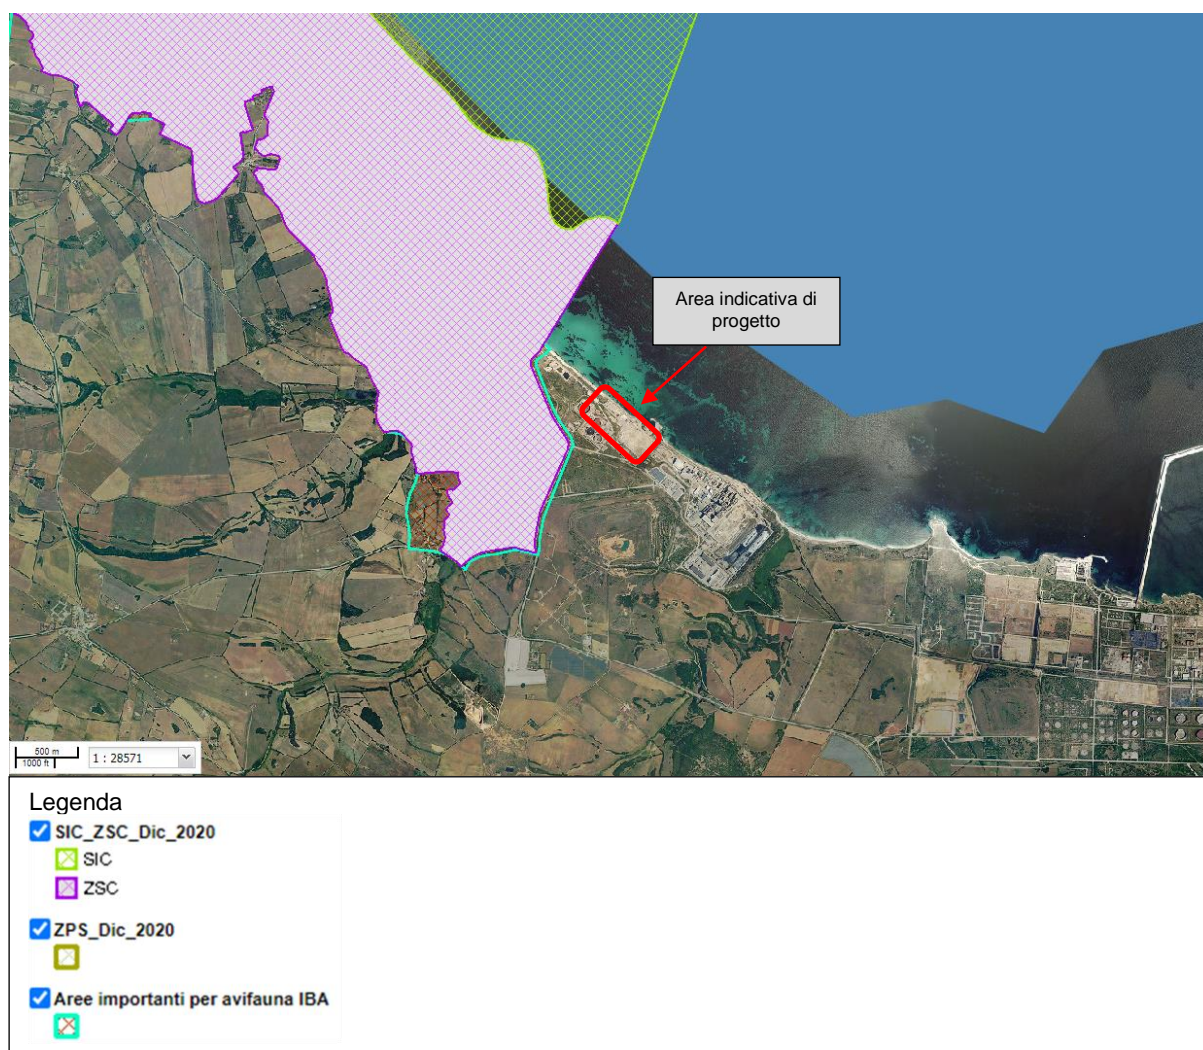 Area indicativa di
progetto
500 m
1000 ft
1 : 28571
Legenda
SIC_ZSC_Dic_2020
SIC
ZSC
ZPS_Dic_2020
Aree importanti per avifauna IBA